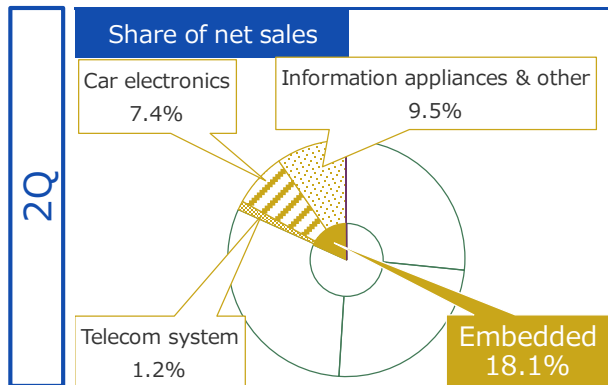 2Q
Share of net sales
Car electronics
7.4%
Information appliances & other
9.5%
Telecom system
1.2%
Embedded
18.1%